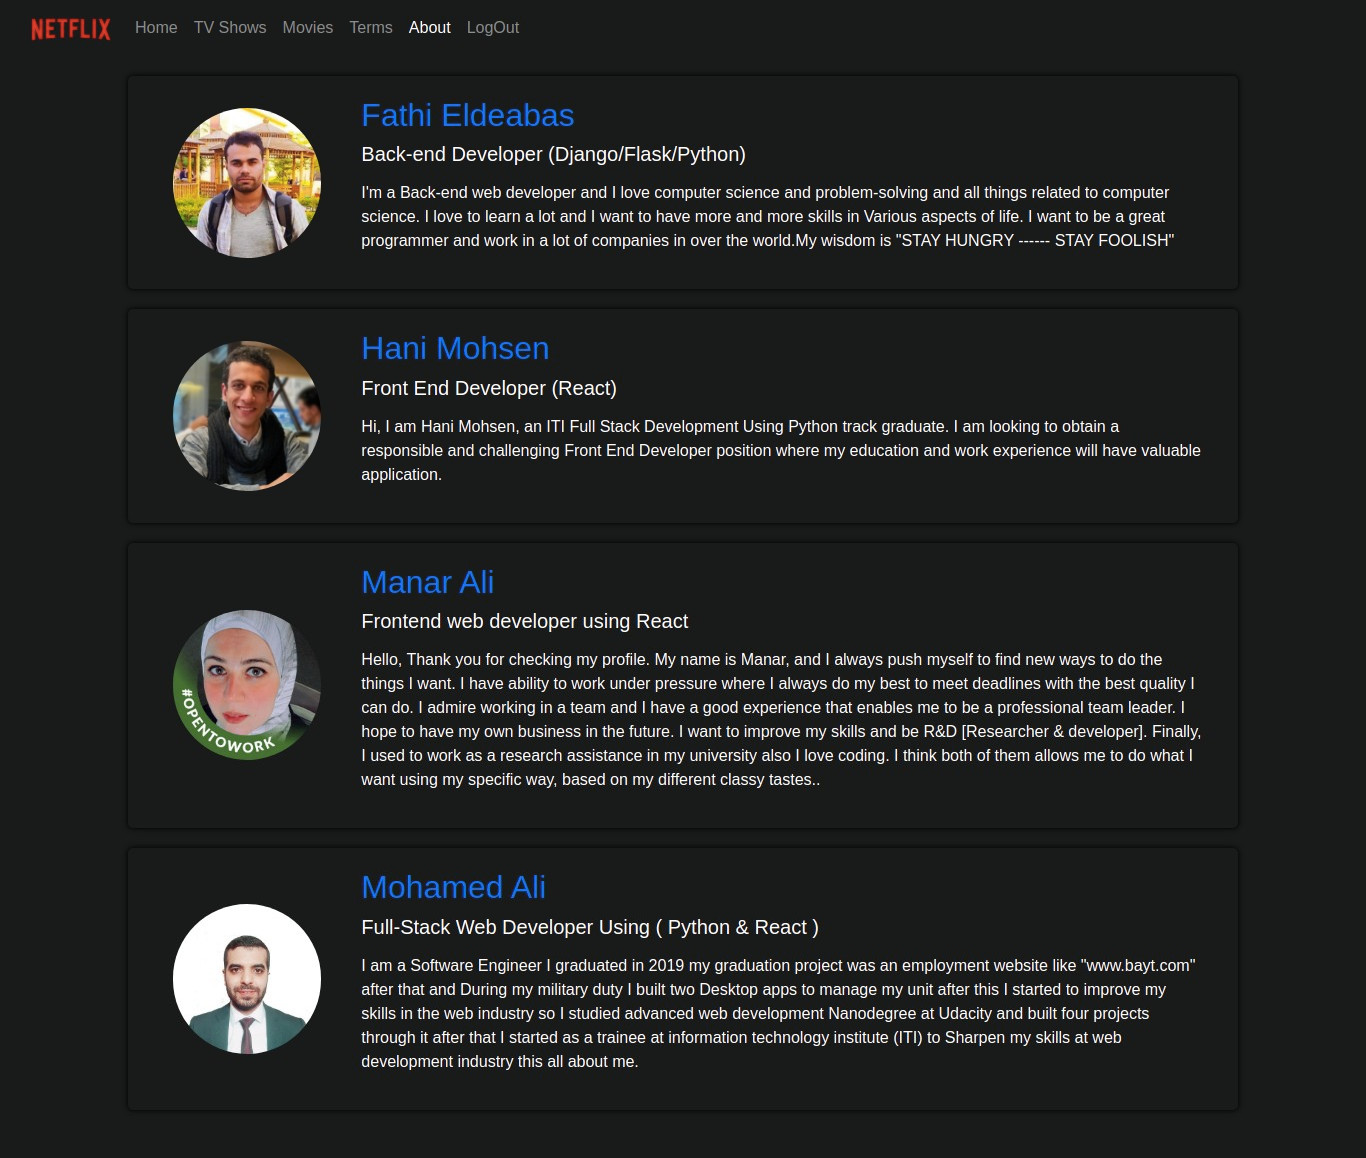 NETFLIX Home TV Shows Movies Terms About LogOut
Fathi Eldeabas
Back-end Developer (Django/Flask/Python)
I'm a Back-end web developer and I love computer science and problem-solving and all things related to computer
science. I love to learn a lot and I want to have more and more skills in Various aspects of life. I want to be a great
programmer and work in a lot of companies in over the world.My wisdom is "STAY HUNGRY ------ STAY FOOLISH"
Hani Mohsen
Front End Developer (React)
Hi, I am Hani Mohsen, an ITI Full Stack Development Using Python track graduate. I am looking to obtain a
responsible and challenging Front End Developer position where my education and work experience will have valuable
application.
Manar Ali
Frontend web developer using React
Hello, Thank you for checking my profile. My name is Manar, and I always push myself to find new ways to do the
things I want. I have ability to work under pressure where I always do my best to meet deadlines with the best quality I
can do. I admire working in a team and I have a good experience that enables me to be a professional team leader. I
hope to have my own business in the future. I want to improve my skills and be R&D [Researcher & developer]. Finally,
I used to work as a research assistance in my university also I love coding. I think both of them allows me to do what I
want using my specific way, based on my different classy tastes..
#OPENTOWORK
Mohamed Ali
Full-Stack Web Developer Using ( Python & React )
I am a Software Engineer I graduated in 2019 my graduation project was an employment website like "www.bayt.com"
after that and During my military duty I built two Desktop apps to manage my unit after this I started to improve my
skills in the web industry so I studied advanced web development Nanodegree at Udacity and built four projects
through it after that I started as a trainee at information technology institute (ITI) to Sharpen my skills at web
development industry this all about me.